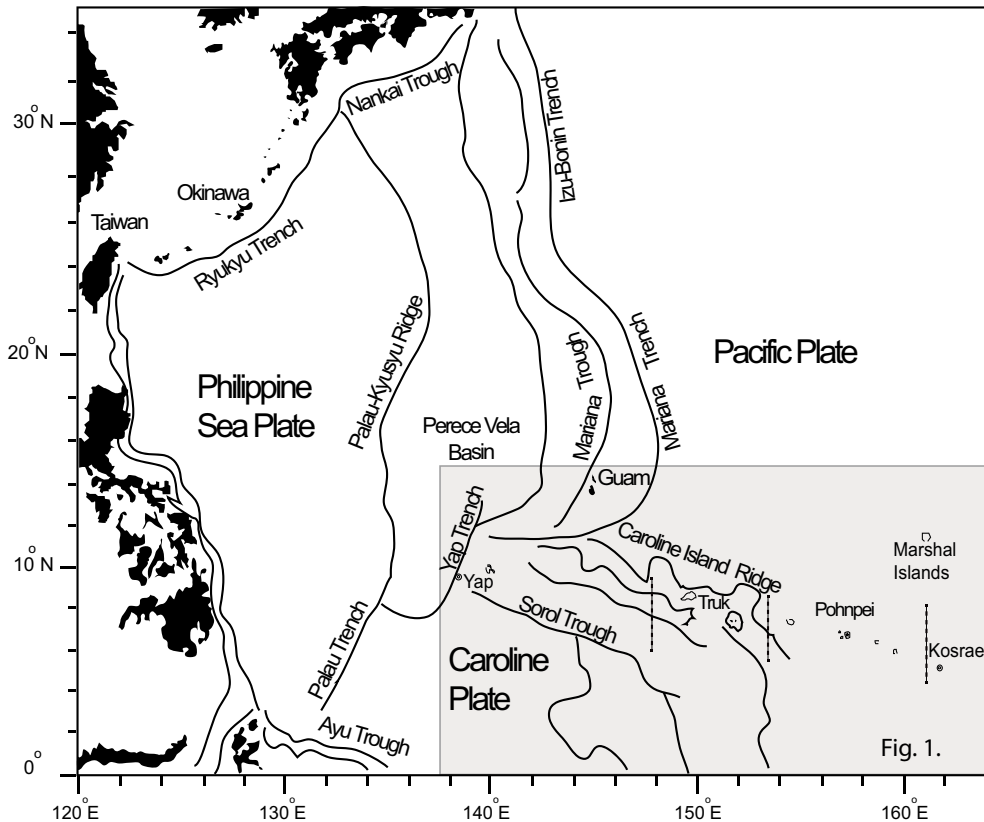 30° N
20° N
10° N
0°
120 E
130° E
140° E
150° E
160° E
Nankai Trough
Izu-Bonin Trench
Okinawa
Taiwan
Ryukyu Trench
Palau-Kyusyu Ridge
Philippine
Sea Plate
Pacific Plate
Mariana Trough
Mariana Trench
Perece Vela
Basin
Guam
Yap Trench
Yap
Caroline Island Ridge
Marshal
Islands
Truk
Pohnpei
Kosrae
Sorol Trough
Palau Trench
Caroline
Plate
Ayu Trough
Fig. 1.